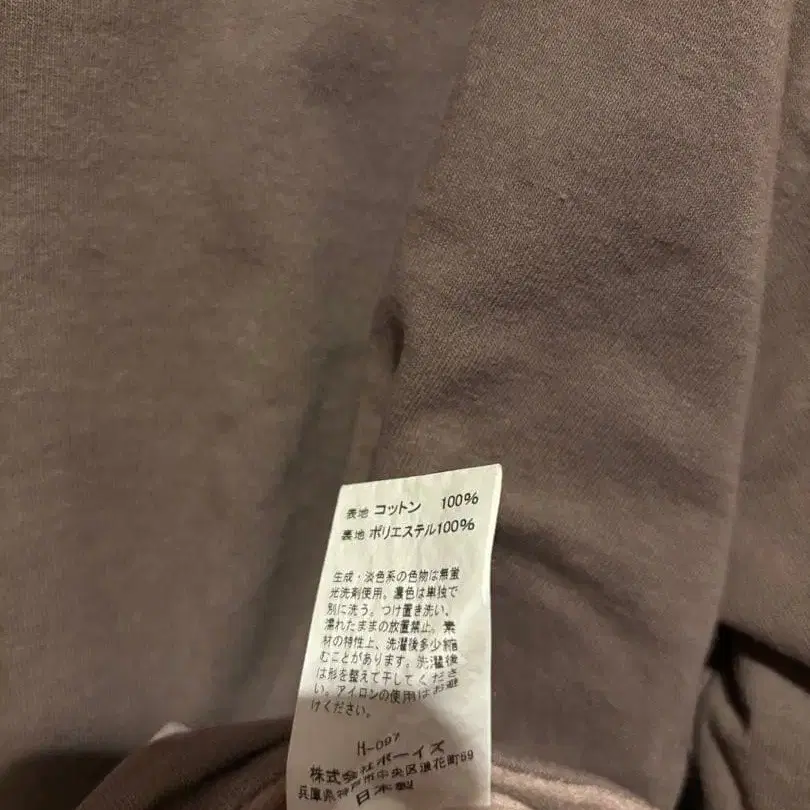 表地 コットン 100%
裏地 ポリエステル100%
生成・淡色系の色物は無蛍
光洗剤使用。濃色は単独で
別に洗う。つけ置き洗い、
濡れたままの放置禁止。素
材の特性上、洗濯後多少縮
むことがあります。洗濯後
は形を整えて干してくださ
い。アイロンの使用はお避
けください。
H-097
株式会社ボーイズ
兵庫県神戸市中央区浪花町59
日本製